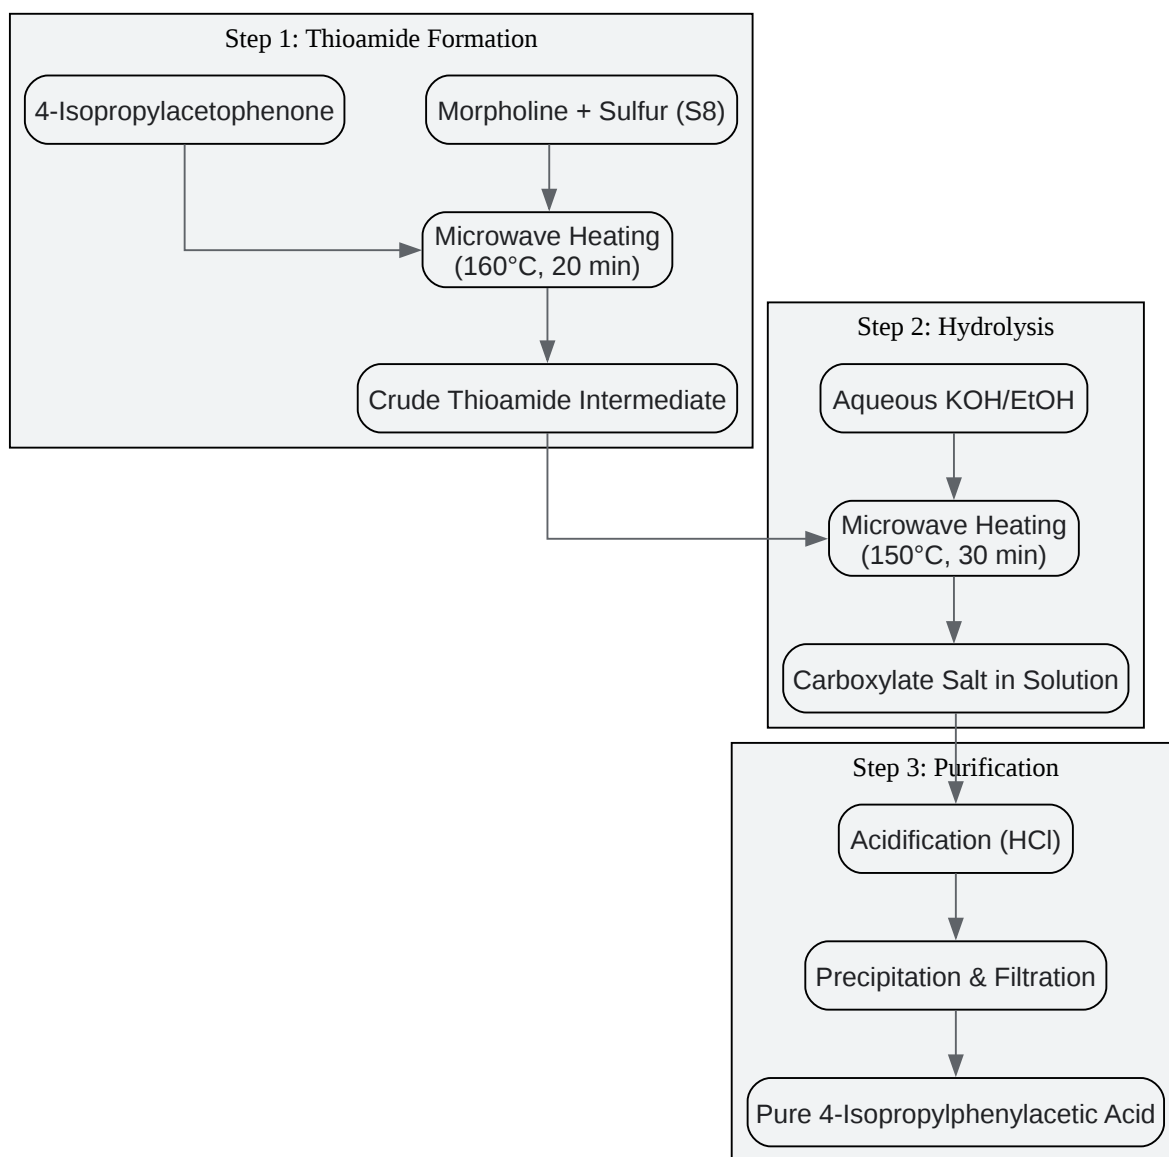 Step 1: Thioamide Formation
4-Isopropylacetophenone
Morpholine + Sulfur (S8)
Microwave Heating
(160°C, 20 min)
Crude Thioamide Intermediate
Step 2: Hydrolysis
Aqueous KOH/EtOH
Microwave Heating
(150°C, 30 min)
Carboxylate Salt in Solution
Step 3: Purification
Acidification (HCl)
Precipitation & Filtration
Pure 4-Isopropylphenylacetic Acid